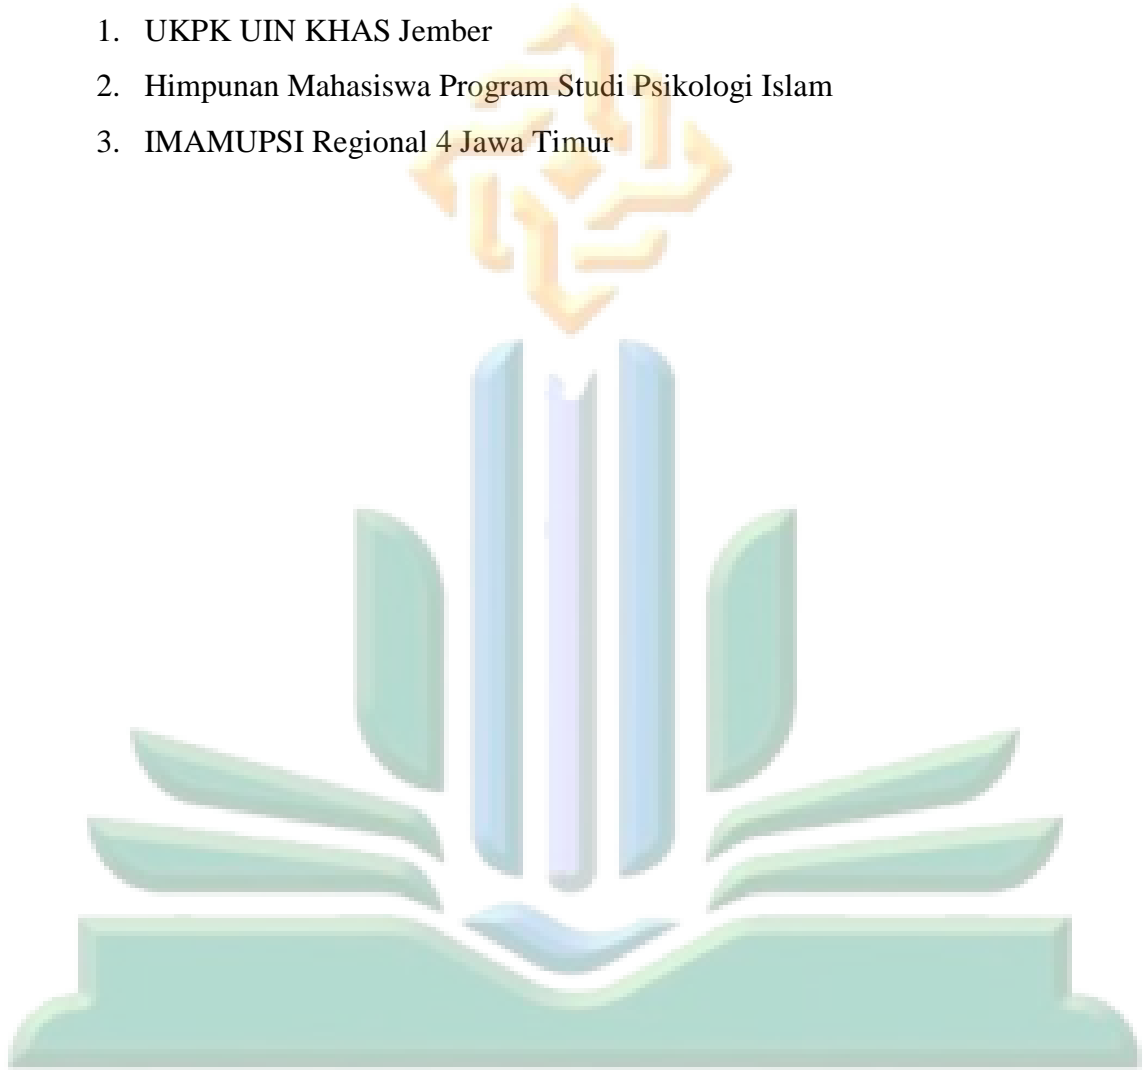 1. UKPK UIN KHAS Jember
2. Himpunan Mahasiswa Program Studi Psikologi Islam
3. IMAMUPSI Regional 4 Jawa Timur